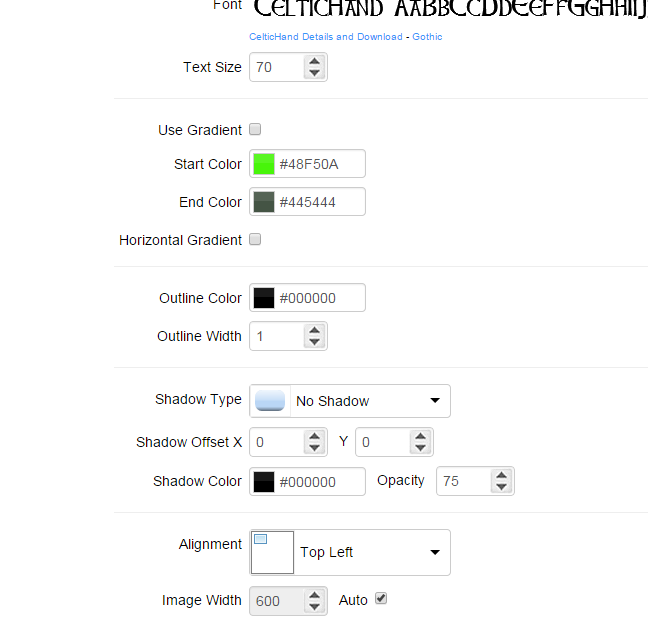 Font CELTICHAND AABBCCDDEEFFGGHHIIJ
CelticHand Details and Download - Gothic
Text Size 70
Use Gradient
Start Color #48F50A
End Color #445444
Horizontal Gradient
Outline Color #000000
Outline Width 1
Shadow Type No Shadow
Shadow Offset X 0 Y 0
Shadow Color #000000 Opacity 75
Alignment Top Left
Image Width 600 Auto